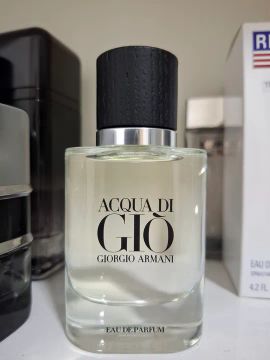 ACQUA DI
GIÒ
GIORGIO ARMANI
EAU DE PARFUM
EAU DE
4.2 FL